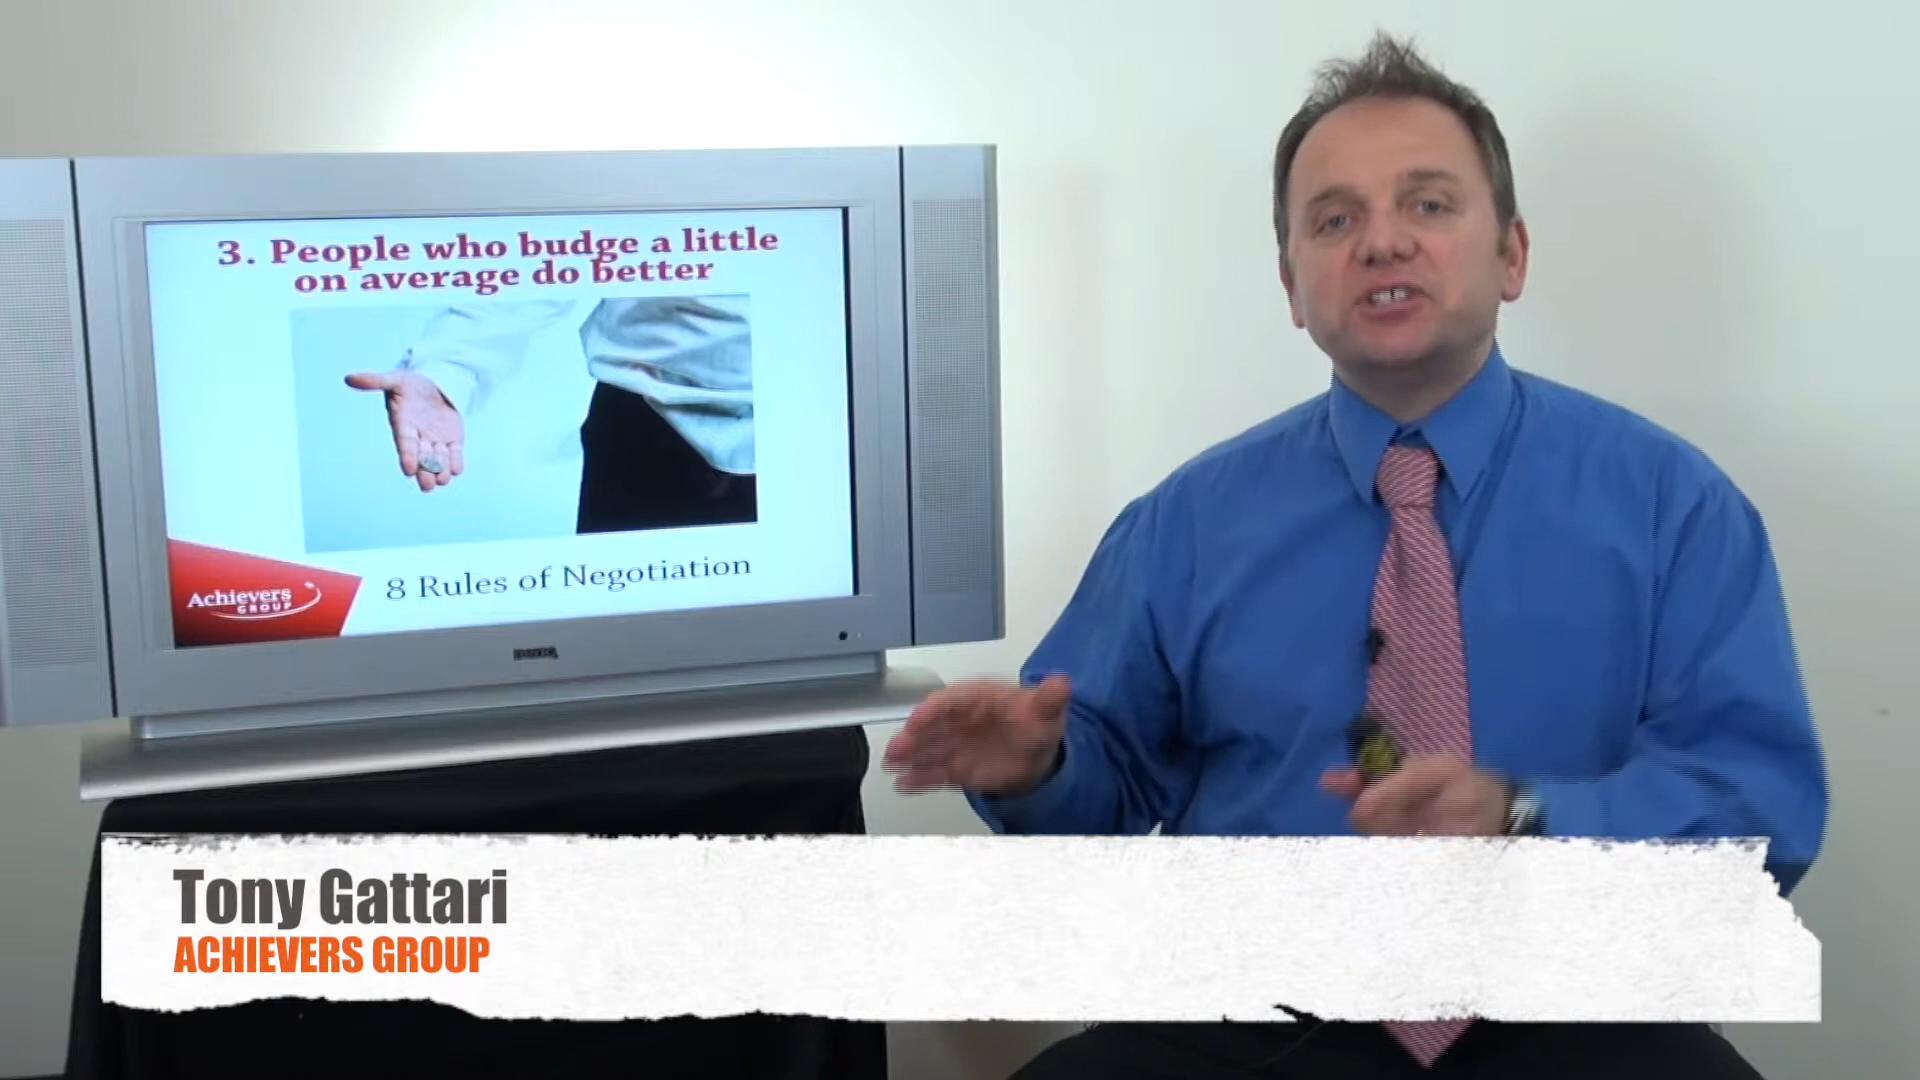 3. People who budge a little
on average do better
Achievers
GROUP
8 Rules of Negotiation
BenQ
Tony Gattari
ACHIEVERS GROUP